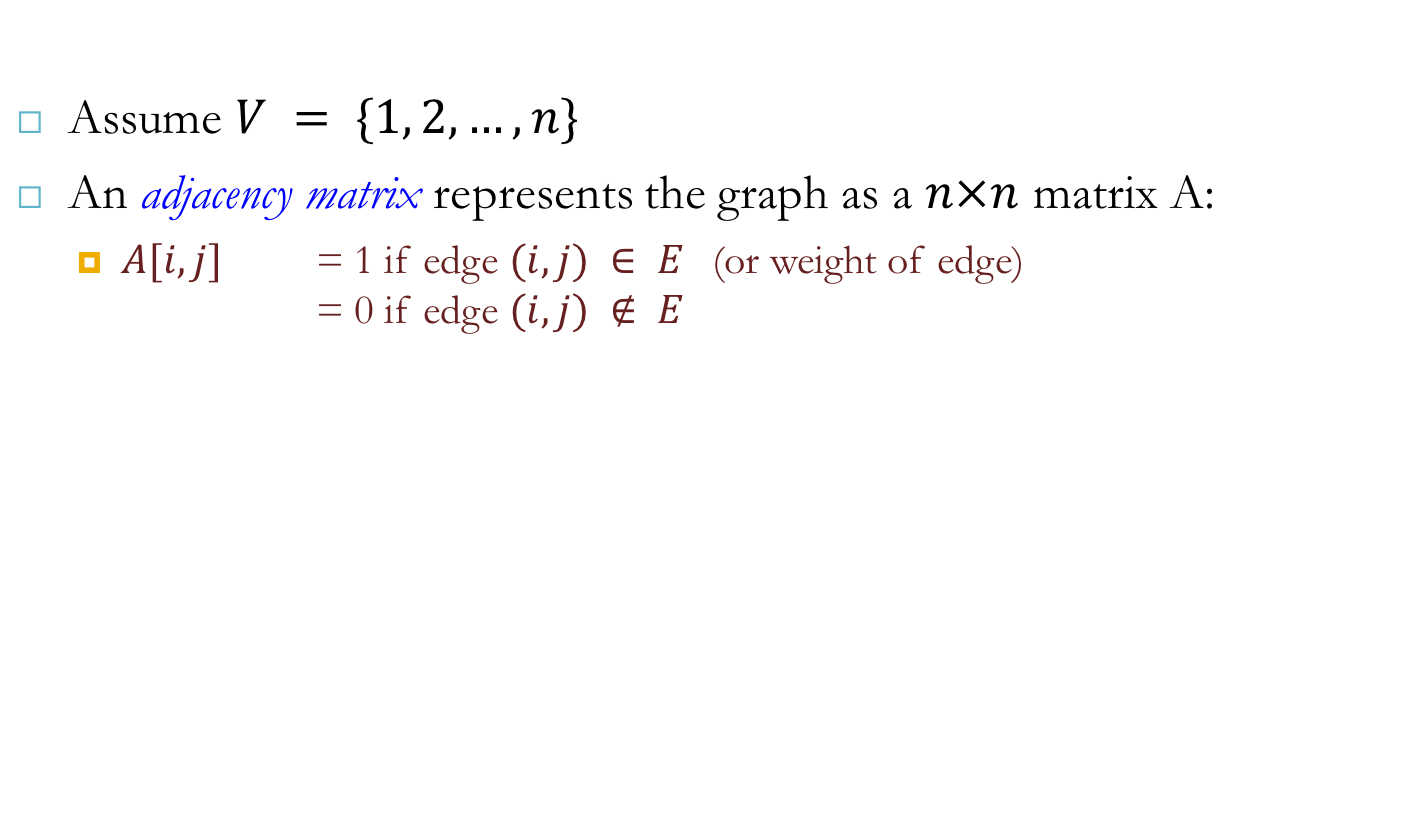 Assume V = {1, 2, … , n}
An adjacency matrix represents the graph as a n×n matrix A:
A[i, j] = 1 if edge (i, j) ∈ E (or weight of edge)
= 0 if edge (i, j) ∉ E